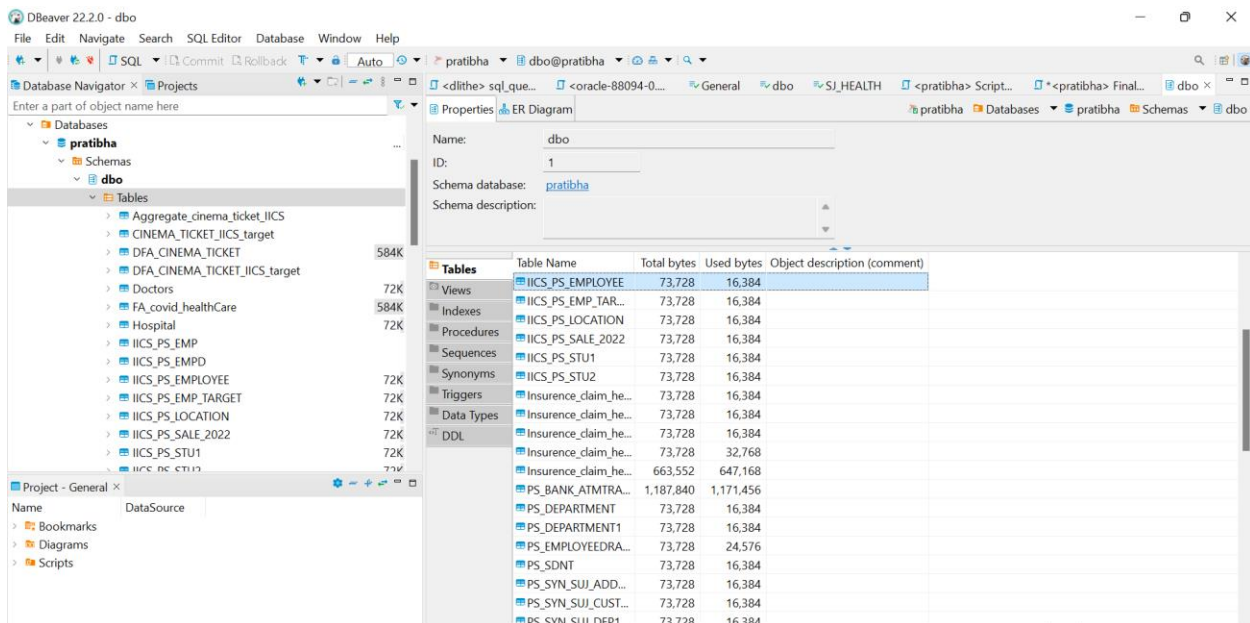 DBeaver 22.2.0 - dbo
File Edit Navigate Search SQL Editor Database Window Help
SQL Commit Rollback Auto pratibha dbo@pratibha
Database Navigator Projects
Enter a part of object name here
Databases
pratibha ...
Schemas
dbo
Tables
Aggregate_cinema_ticket_IICS
CINEMA_TICKET_IICS_target
DFA_CINEMA_TICKET 584K
DFA_CINEMA_TICKET_IICS_target
Doctors 72K
FA_covid_healthCare 584K
Hospital 72K
IICS_PS_EMP
IICS_PS_EMPD
IICS_PS_EMPLOYEE 72K
IICS_PS_EMP_TARGET 72K
IICS_PS_LOCATION 72K
IICS_PS_SALE_2022 72K
IICS_PS_STU1 72K
IICS_PS_STU2 72K
Project - General
Name DataSource
Bookmarks
Diagrams
Scripts
<dlithe> sql_que... <oracle-88094-0.... General dbo SJ_HEALTH <pratibha> Script... *<pratibha> Final... dbo
Properties ER Diagram pratibha Databases pratibha Schemas dbo
Name: dbo
ID: 1
Schema database: pratibha
Schema description:
Tables
Views
Indexes
Procedures
Sequences
Synonyms
Triggers
Data Types
DDL
Table Name Total bytes Used bytes Object description (comment)
IICS_PS_EMPLOYEE 73,728 16,384
IICS_PS_EMP_TAR... 73,728 16,384
IICS_PS_LOCATION 73,728 16,384
IICS_PS_SALE_2022 73,728 16,384
IICS_PS_STU1 73,728 16,384
IICS_PS_STU2 73,728 16,384
Insurence_claim_he... 73,728 16,384
Insurence_claim_he... 73,728 16,384
Insurence_claim_he... 73,728 16,384
Insurence_claim_he... 73,728 32,768
Insurence_claim_he... 663,552 647,168
PS_BANK_ATMTRA... 1,187,840 1,171,456
PS_DEPARTMENT 73,728 16,384
PS_DEPARTMENT1 73,728 16,384
PS_EMPLOYEEDRA... 73,728 24,576
PS_SDNT 73,728 16,384
PS_SYN_SUJ_ADD... 73,728 16,384
PS_SYN_SUJ_CUST... 73,728 16,384
PS_SYN_SUJ_DEP1 73,728 16,384